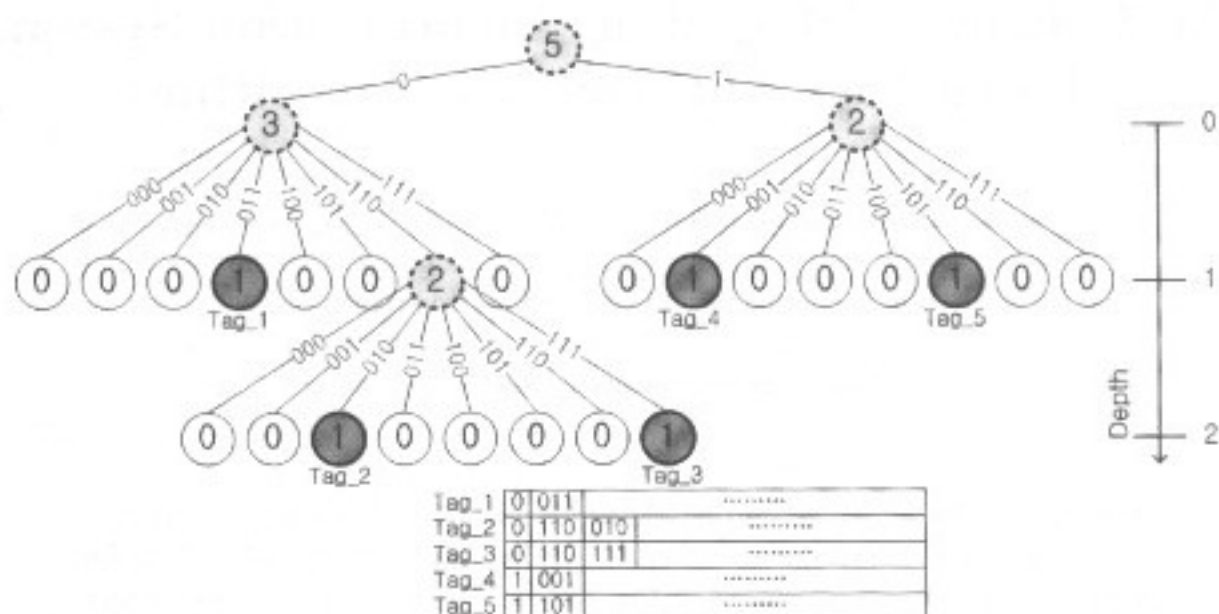 5
0 1
3 2 0
000 001 010 011 100 101 110 111 000 001 010 011 100 101 110 111
0 0 0 1 0 0 2 0 0 1 0 0 0 1 0 0 1
Tag_1 Tag_4 Tag_5
000 001 010 011 100 101 110 111
Depth
0 0 1 0 0 0 0 1 2
Tag_2 Tag_3
Tag_1 0 011 .........
Tag_2 0 110 010 .........
Tag_3 0 110 111 .........
Tag_4 1 001 .........
Tag_5 1 101 .........